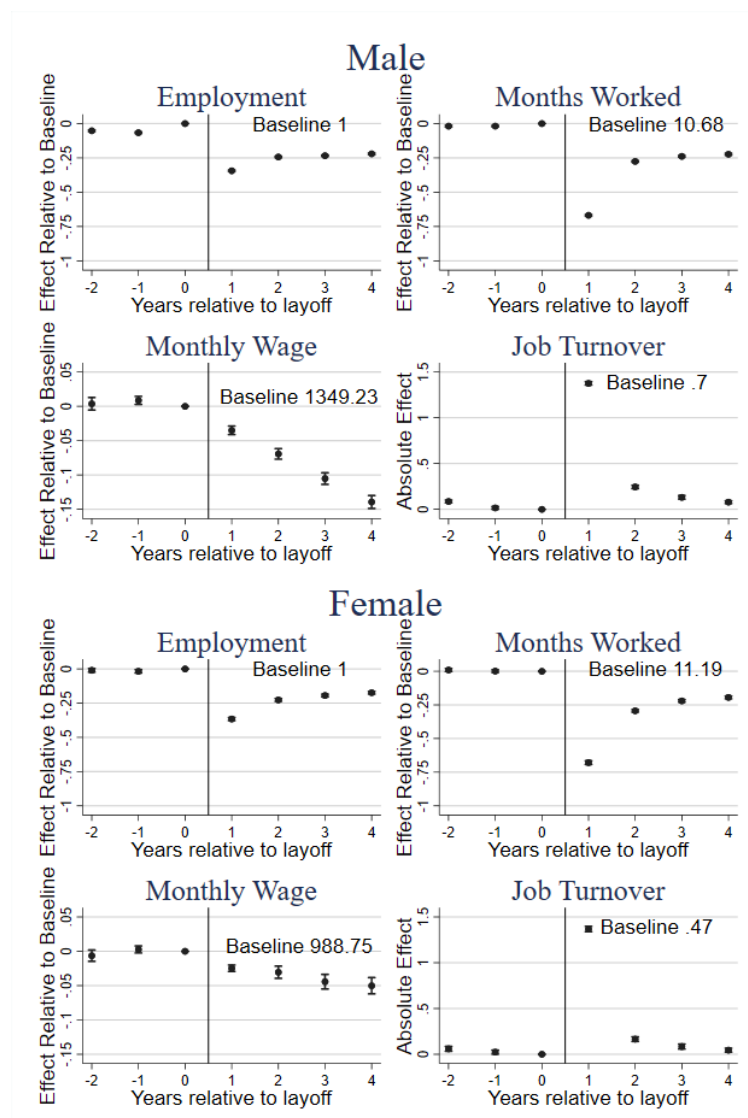 Male
Employment
Effect Relative to Baseline
0
-.25
-.5
-.75
-1
Baseline 1
-2 -1 0 1 2 3 4
Years relative to layoff
Months Worked
Effect Relative to Baseline
0
-.25
-.5
-.75
-1
Baseline 10.68
-2 -1 0 1 2 3 4
Years relative to layoff
Monthly Wage
Effect Relative to Baseline
.05
0
-.05
-.1
-.15
Baseline 1349.23
-2 -1 0 1 2 3 4
Years relative to layoff
Job Turnover
Absolute Effect
1.5
1
.5
0
Baseline .7
-2 -1 0 1 2 3 4
Years relative to layoff
Female
Employment
Effect Relative to Baseline
0
-.25
-.5
-.75
-1
Baseline 1
-2 -1 0 1 2 3 4
Years relative to layoff
Months Worked
Effect Relative to Baseline
0
-.25
-.5
-.75
-1
Baseline 11.19
-2 -1 0 1 2 3 4
Years relative to layoff
Monthly Wage
Effect Relative to Baseline
.05
0
-.05
-.1
-.15
Baseline 988.75
-2 -1 0 1 2 3 4
Years relative to layoff
Job Turnover
Absolute Effect
1.5
1
.5
0
Baseline .47
-2 -1 0 1 2 3 4
Years relative to layoff